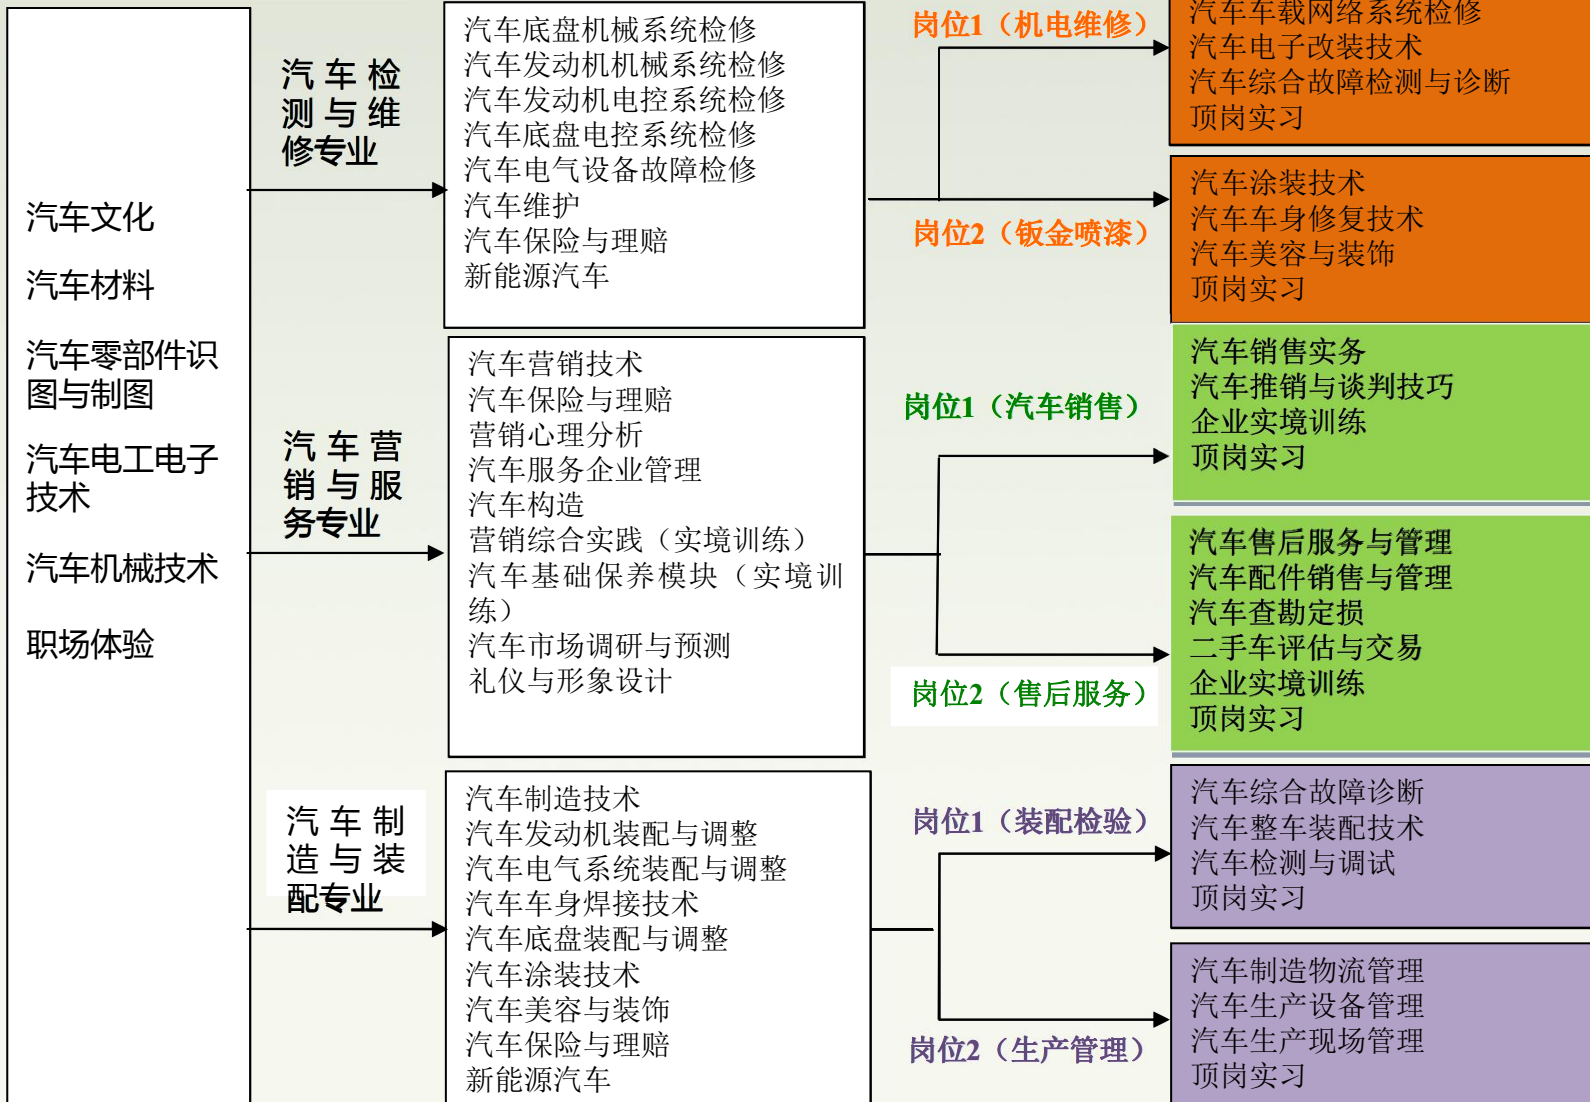 汽车文化
汽车材料
汽车零部件识
图与制图
汽车电工电子
技术
汽车机械技术
职场体验
汽车检
测与维
修专业
汽车底盘机械系统检修
汽车发动机机械系统检修
汽车发动机电控系统检修
汽车底盘电控系统检修
汽车电气设备故障检修
汽车维护
汽车保险与理赔
新能源汽车
岗位1（机电维修）
汽车车载网络系统检修
汽车电子改装技术
汽车综合故障检测与诊断
顶岗实习
岗位2（钣金喷漆）
汽车涂装技术
汽车车身修复技术
汽车美容与装饰
顶岗实习
汽车营
销与服
务专业
汽车营销技术
汽车保险与理赔
营销心理分析
汽车服务企业管理
汽车构造
营销综合实践（实境训练）
汽车基础保养模块（实境训
练）
汽车市场调研与预测
礼仪与形象设计
岗位1（汽车销售）
汽车销售实务
汽车推销与谈判技巧
企业实境训练
顶岗实习
岗位2（售后服务）
汽车售后服务与管理
汽车配件销售与管理
汽车查勘定损
二手车评估与交易
企业实境训练
顶岗实习
汽车制
造与装
配专业
汽车制造技术
汽车发动机装配与调整
汽车电气系统装配与调整
汽车车身焊接技术
汽车底盘装配与调整
汽车涂装技术
汽车美容与装饰
汽车保险与理赔
新能源汽车
岗位1（装配检验）
汽车综合故障诊断
汽车整车装配技术
汽车检测与调试
顶岗实习
岗位2（生产管理）
汽车制造物流管理
汽车生产设备管理
汽车生产现场管理
顶岗实习